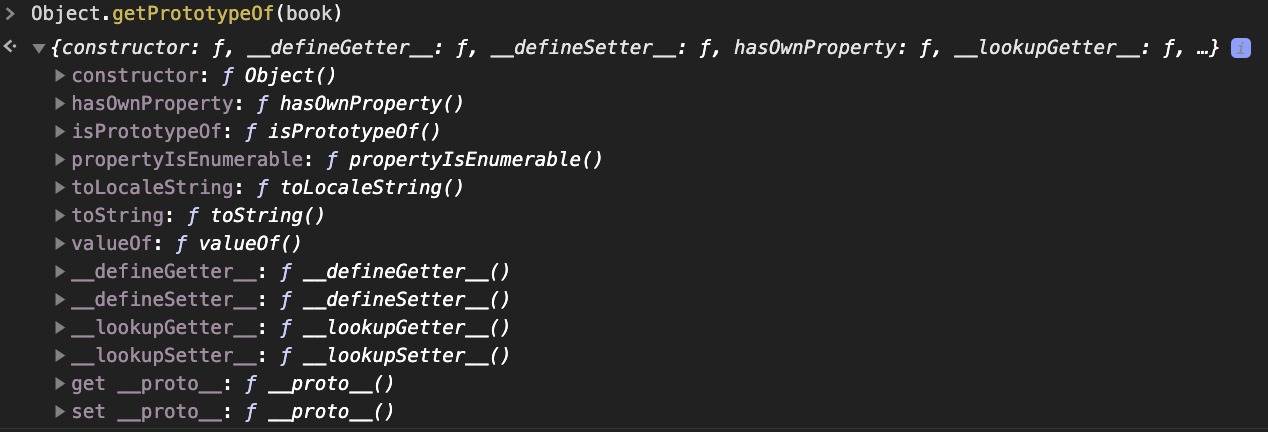 > Object.getPrototypeOf(book)
<· ▼{constructor: ƒ, __defineGetter__: ƒ, __defineSetter__: ƒ, hasOwnProperty: ƒ, __lookupGetter__: ƒ, …} i
▶constructor: ƒ Object()
▶hasOwnProperty: ƒ hasOwnProperty()
▶isPrototypeOf: ƒ isPrototypeOf()
▶propertyIsEnumerable: ƒ propertyIsEnumerable()
▶toLocaleString: ƒ toLocaleString()
▶toString: ƒ toString()
▶valueOf: ƒ valueOf()
▶__defineGetter__: ƒ __defineGetter__()
▶__defineSetter__: ƒ __defineSetter__()
▶__lookupGetter__: ƒ __lookupGetter__()
▶__lookupSetter__: ƒ __lookupSetter__()
▶get __proto__: ƒ __proto__()
▶set __proto__: ƒ __proto__()